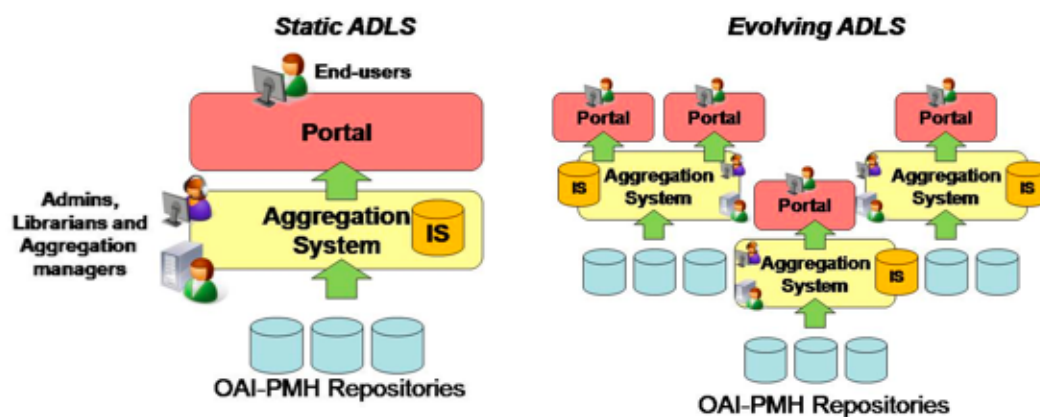 Static ADLS
End-users
Portal
Admins,
Librarians and
Aggregation
managers
Aggregation
System
IS
OAI-PMH Repositories
Evolving ADLS
Portal
Portal
Portal
IS
Aggregation
System
Portal
Aggregation
System
IS
Aggregation
System
IS
OAI-PMH Repositories